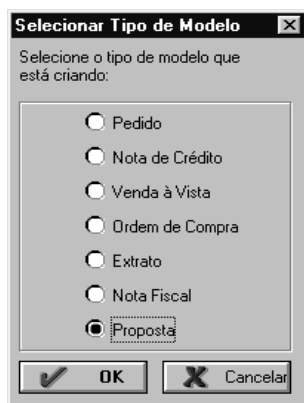 Selecionar Tipo de Modelo
Selecione o tipo de modelo que
está criando:
Pedido
Nota de Crédito
Venda à Vista
Ordem de Compra
Extrato
Nota Fiscal
Proposta
OK
Cancelar